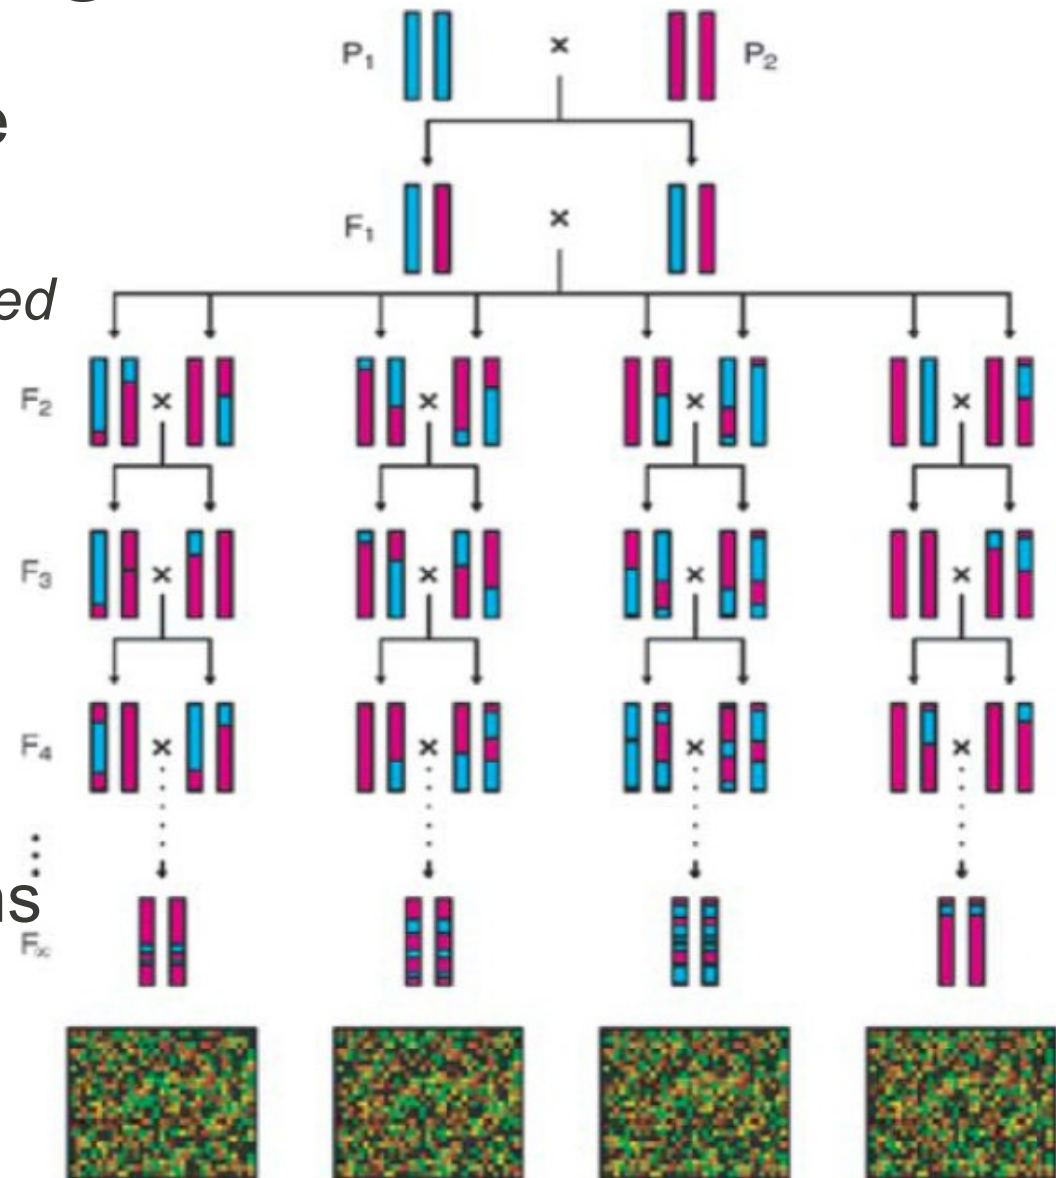 P₁ × P₂
e
F₁ ×
ed
F₂ × × × ×
F₃ × × × ×
F₄ × × × ×
ns
F∞